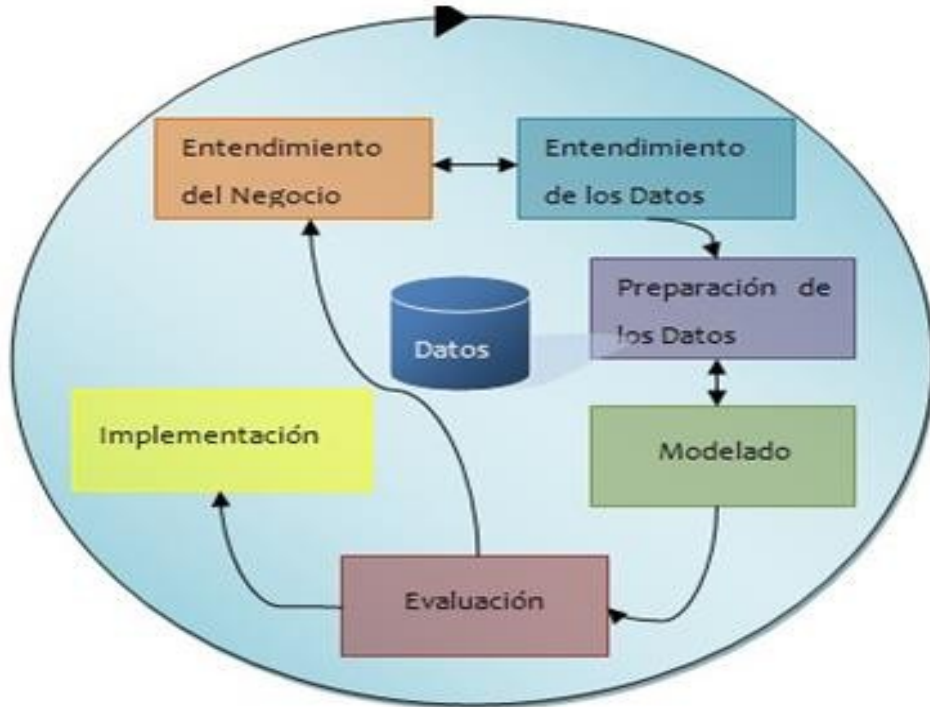 Entendimiento
del Negocio
Entendimiento
de los Datos
Preparación de
los Datos
Datos
Implementación
Modelado
Evaluación